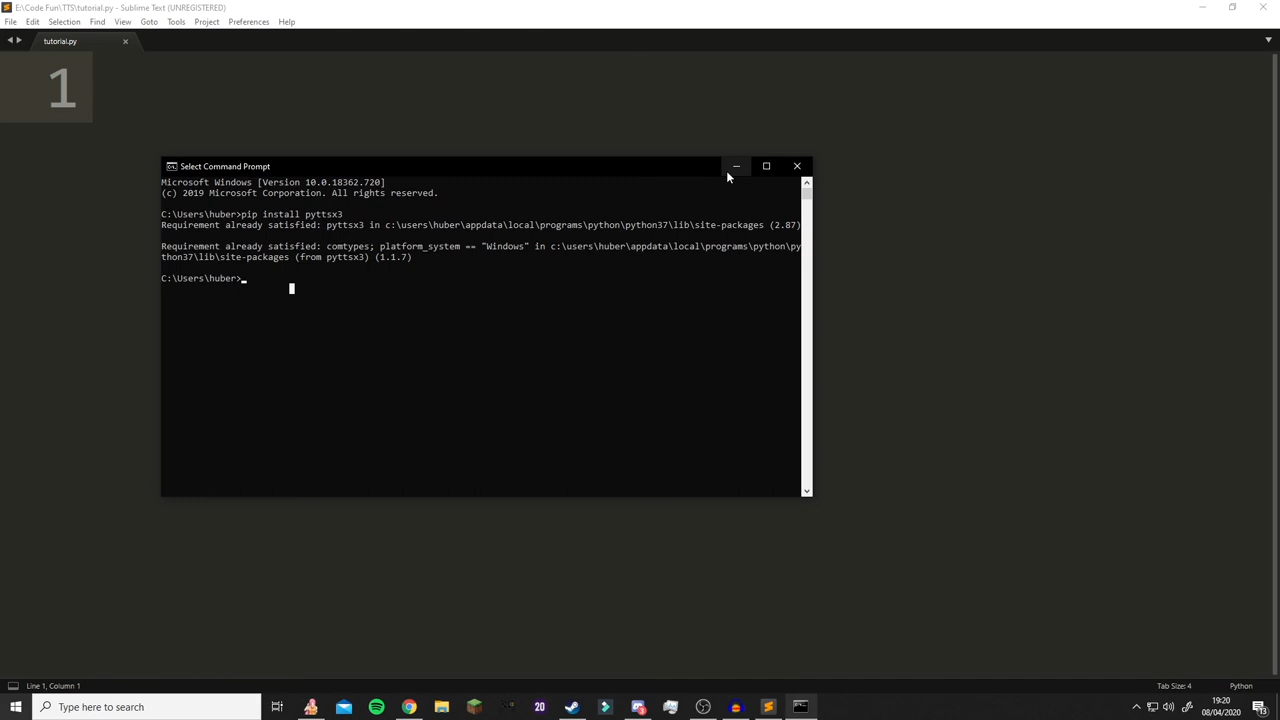 E:\Code Fun\TTS\tutorial.py - Sublime Text (UNREGISTERED)
File Edit Selection Find View Goto Tools Project Preferences Help
tutorial.py
1
Select Command Prompt
Microsoft Windows [Version 10.0.18362.720]
(c) 2019 Microsoft Corporation. All rights reserved.
C:\Users\huber>pip install pyttsx3
Requirement already satisfied: pyttsx3 in c:\users\huber\appdata\local\programs\python\python37\lib\site-packages (2.87)
Requirement already satisfied: comtypes; platform_system == "Windows" in c:\users\huber\appdata\local\programs\python\py
thon37\lib\site-packages (from pyttsx3) (1.1.7)
C:\Users\huber>
Line 1, Column 1
Tab Size: 4
Python
Type here to search
20
19:20
08/04/2020
13